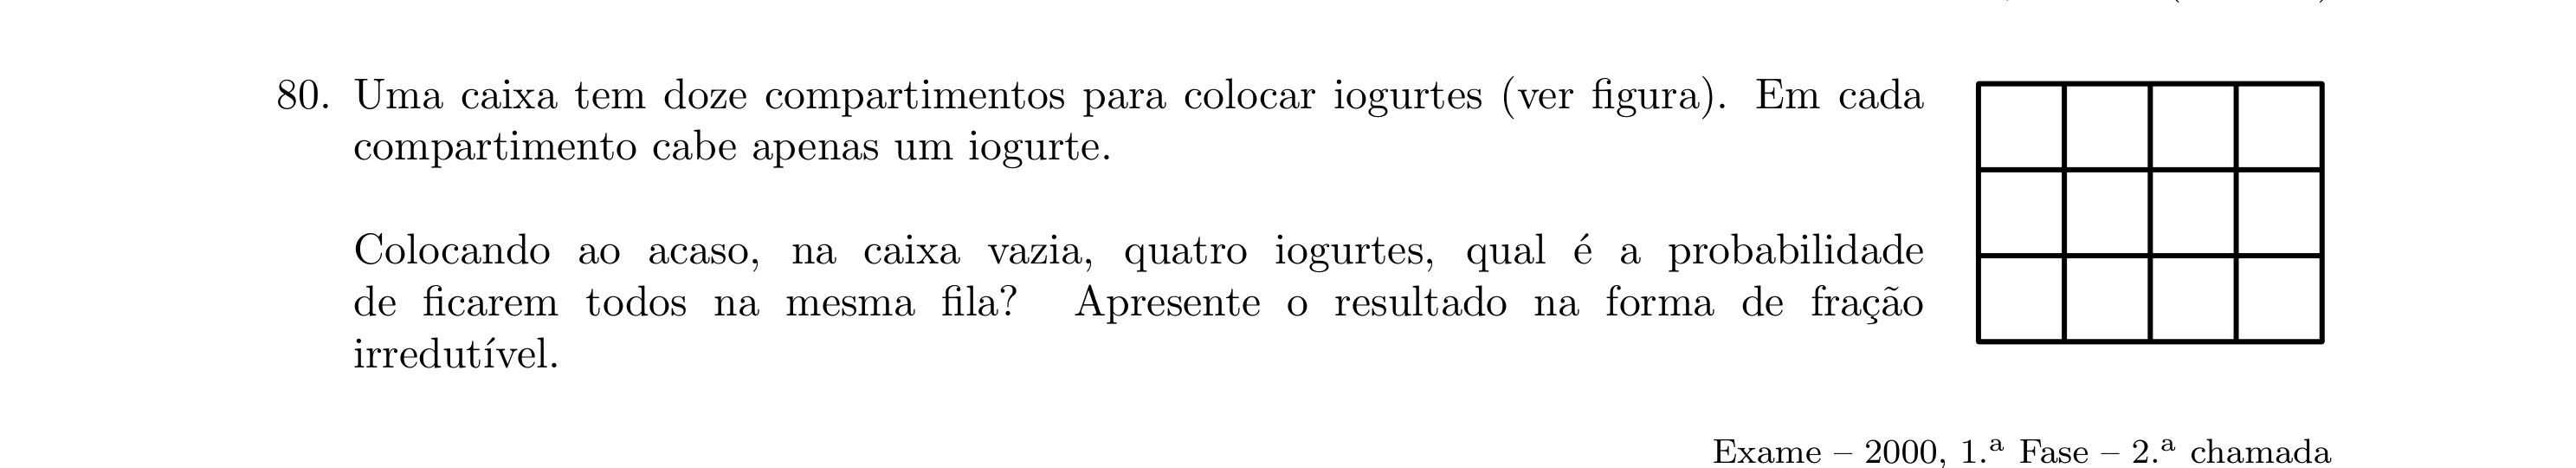 80. Uma caixa tem doze compartimentos para colocar iogurtes (ver figura). Em cada
compartimento cabe apenas um iogurte.
Colocando ao acaso, na caixa vazia, quatro iogurtes, qual é a probabilidade
de ficarem todos na mesma fila? Apresente o resultado na forma de fração
irredutível.
Exame – 2000, 1.ª Fase – 2.ª chamada